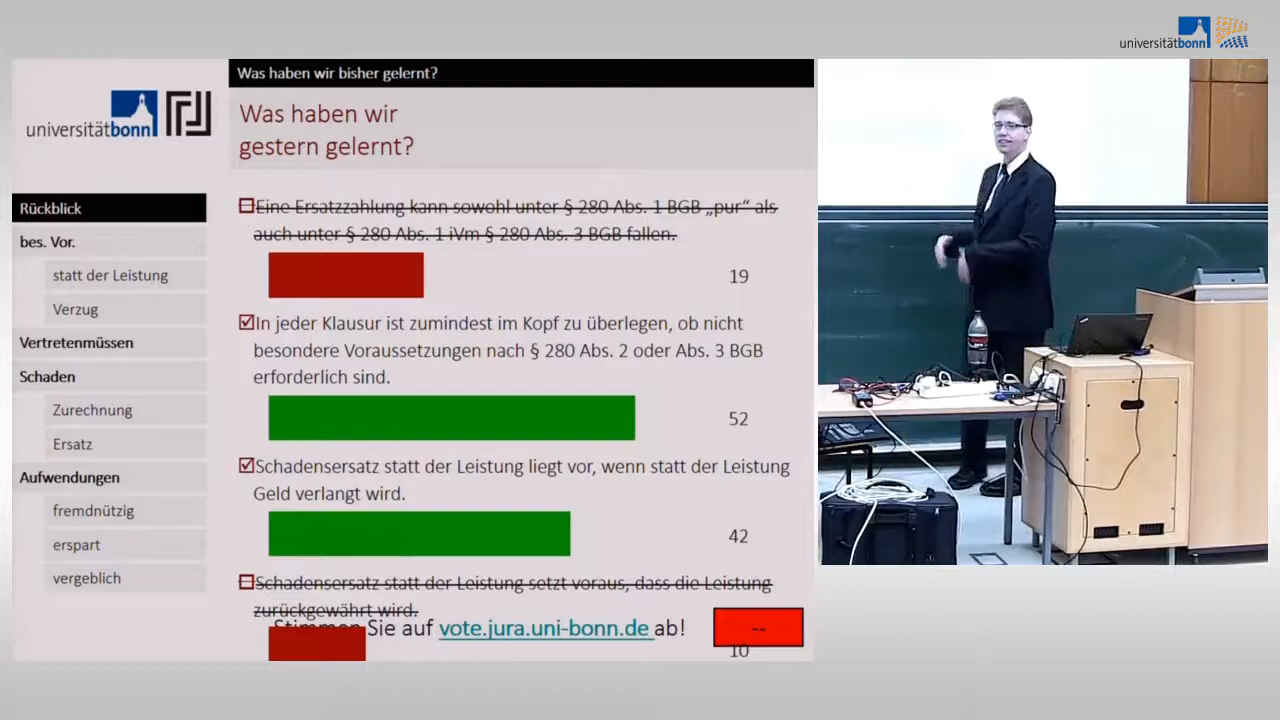 universitätbonn
Was haben wir bisher gelernt?
universitätbonn
Was haben wir
gestern gelernt?
Rückblick
bes. Vor.
statt der Leistung
Verzug
Vertretenmüssen
Schaden
Zurechnung
Ersatz
Aufwendungen
fremdnützig
erspart
vergeblich
Eine Ersatzzahlung kann sowohl unter § 280 Abs. 1 BGB „pur“ als
auch unter § 280 Abs. 1 iVm § 280 Abs. 3 BGB fallen.
19
In jeder Klausur ist zumindest im Kopf zu überlegen, ob nicht
besondere Voraussetzungen nach § 280 Abs. 2 oder Abs. 3 BGB
erforderlich sind.
52
Schadensersatz statt der Leistung liegt vor, wenn statt der Leistung
Geld verlangt wird.
42
Schadensersatz statt der Leistung setzt voraus, dass die Leistung
zurückgewährt wird.
Stimmen Sie auf vote.jura.uni-bonn.de ab!
--
10